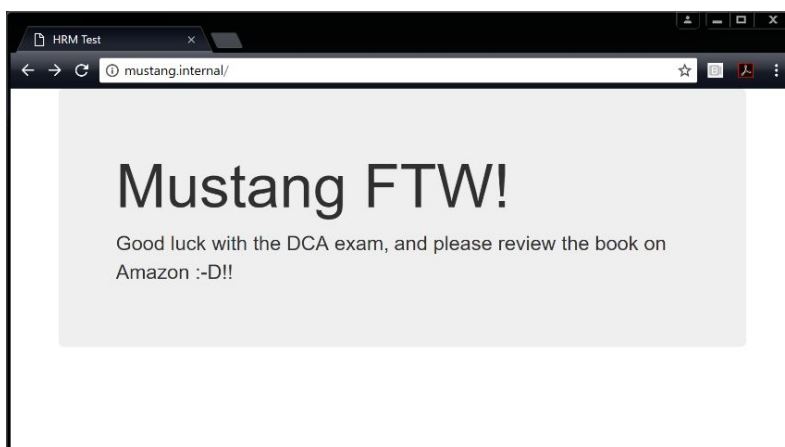 HRM Test
mustang.internal/
Mustang FTW!
Good luck with the DCA exam, and please review the book on
Amazon :-D!!